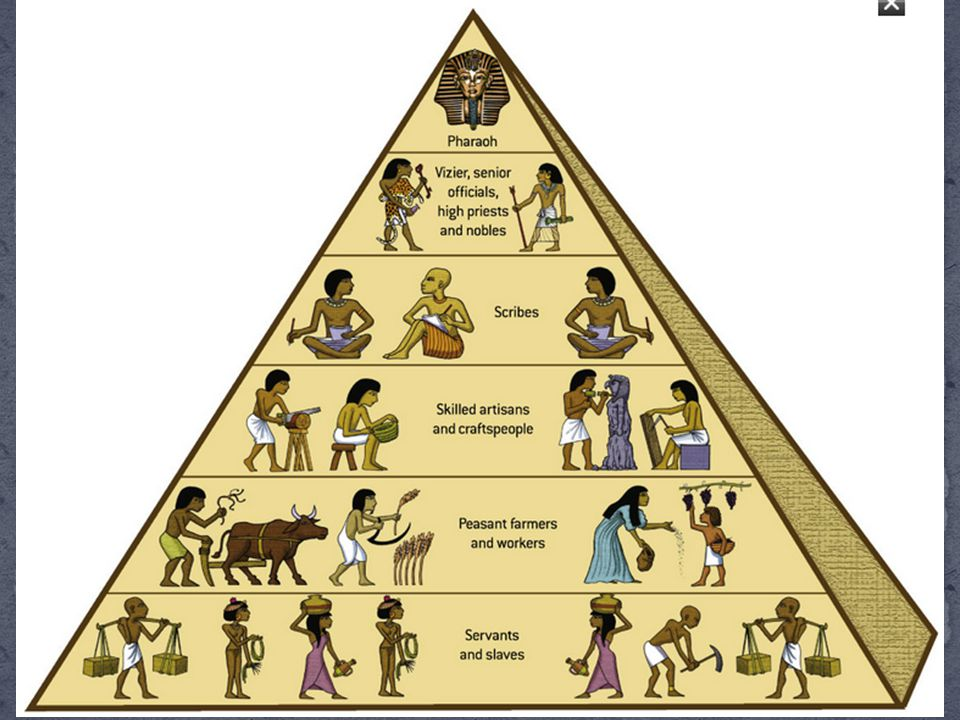 Pharaoh
Vizier, senior
officials,
high priests
and nobles
Scribes
Skilled artisans
and craftspeople
Peasant farmers
and workers
Servants
and slaves